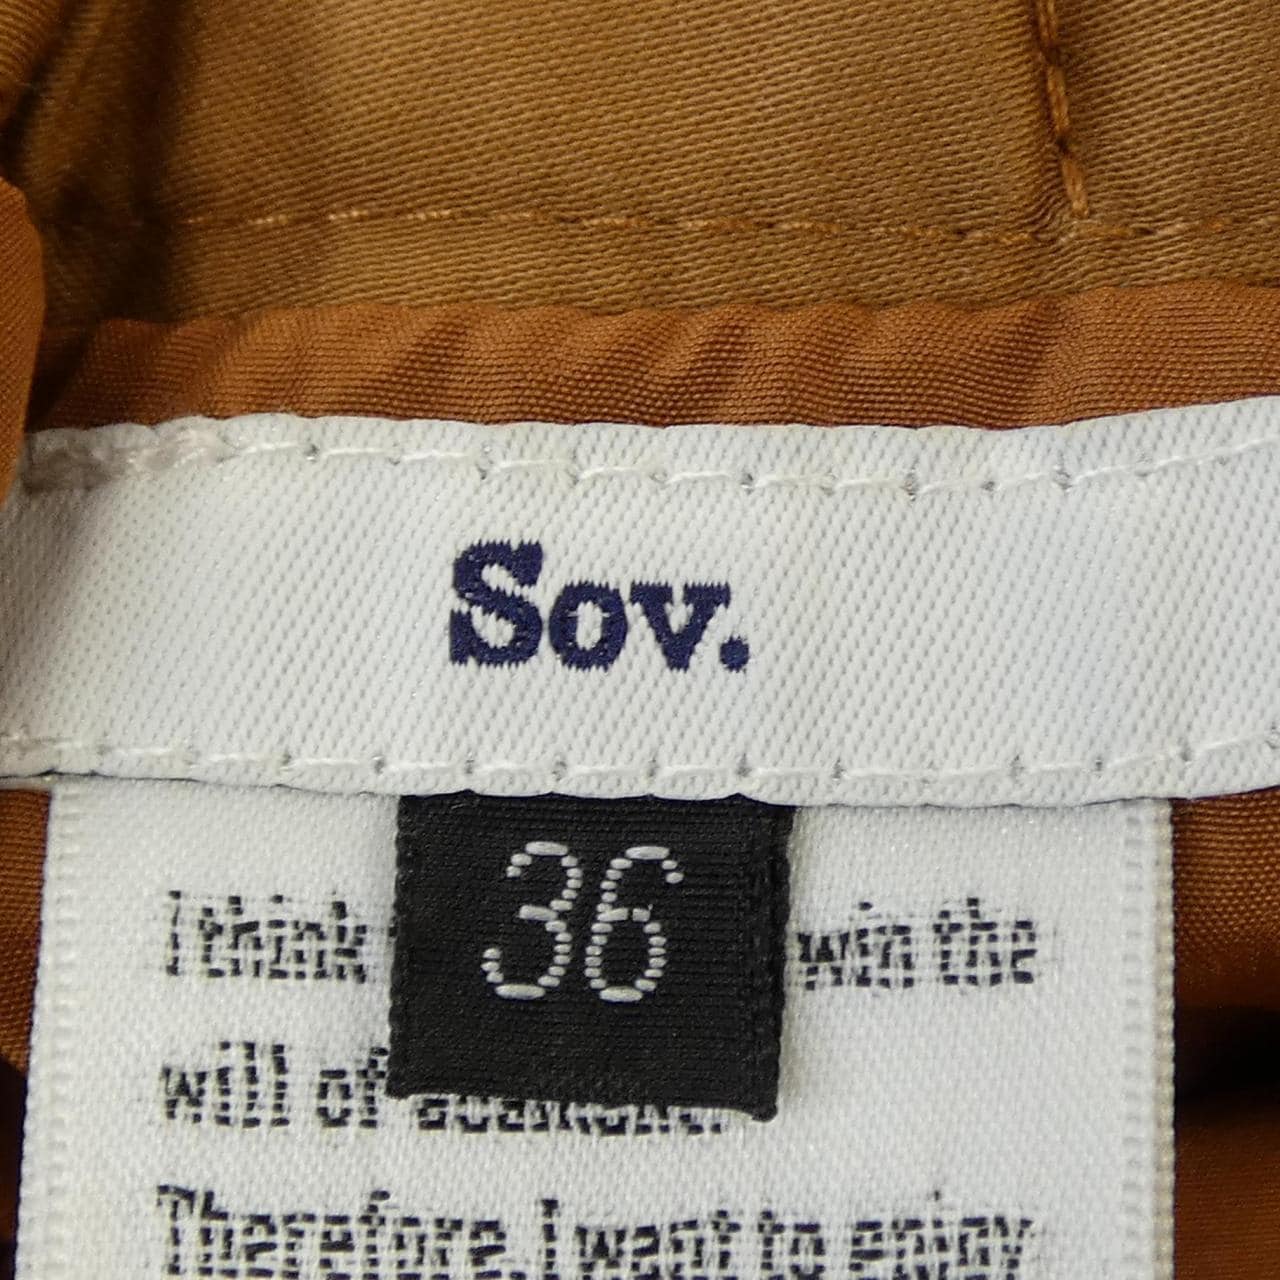 Sov.
36
I think win the
will of
Therefore, I want to enjoy